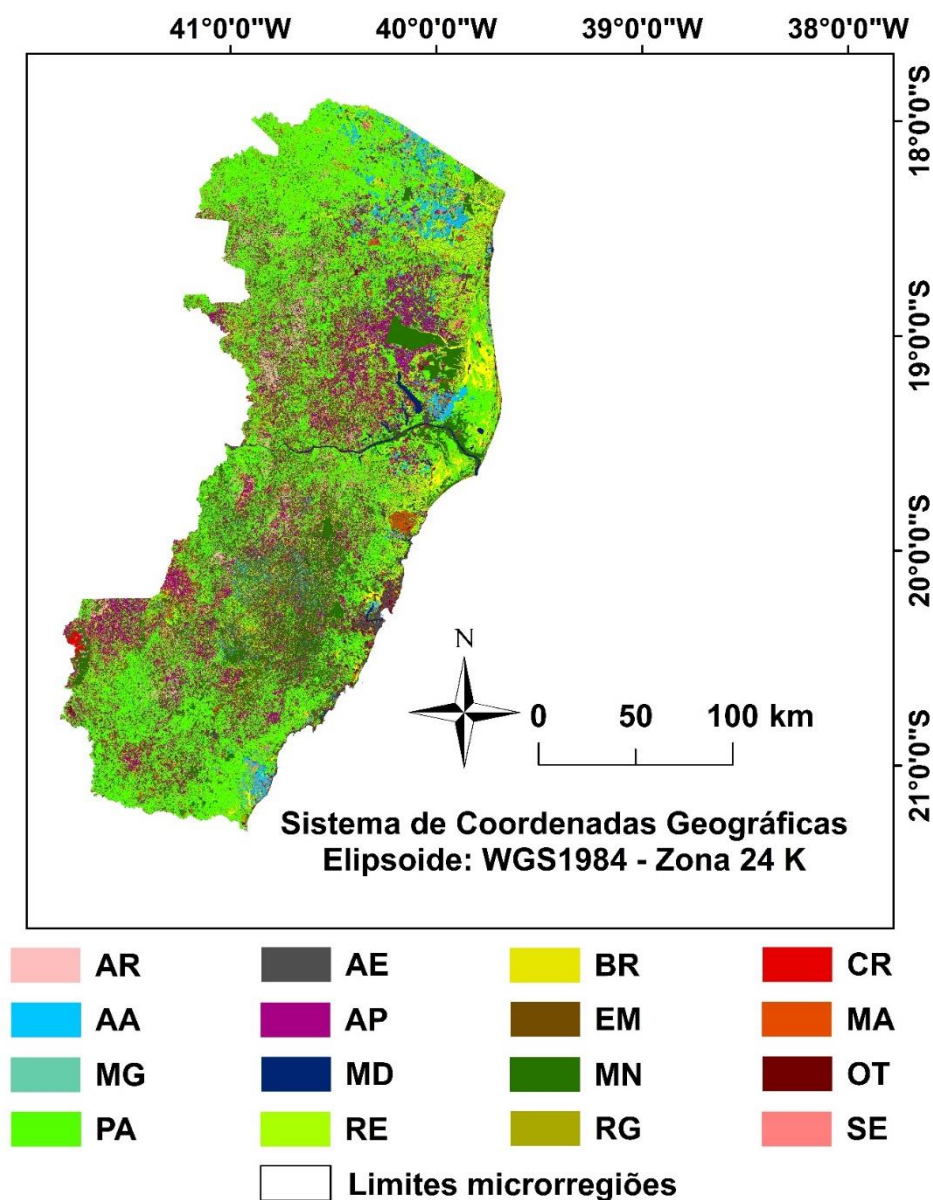 41°0'0"W 40°0'0"W 39°0'0"W 38°0'0"W
18°0'0"S
19°0'0"S
20°0'0"S
21°0'0"S
N
0 50 100 km
Sistema de Coordenadas Geográficas
Elipsoide: WGS1984 - Zona 24 K
AR AE BR CR
AA AP EM MA
MG MD MN OT
PA RE RG SE
Limites microrregiões